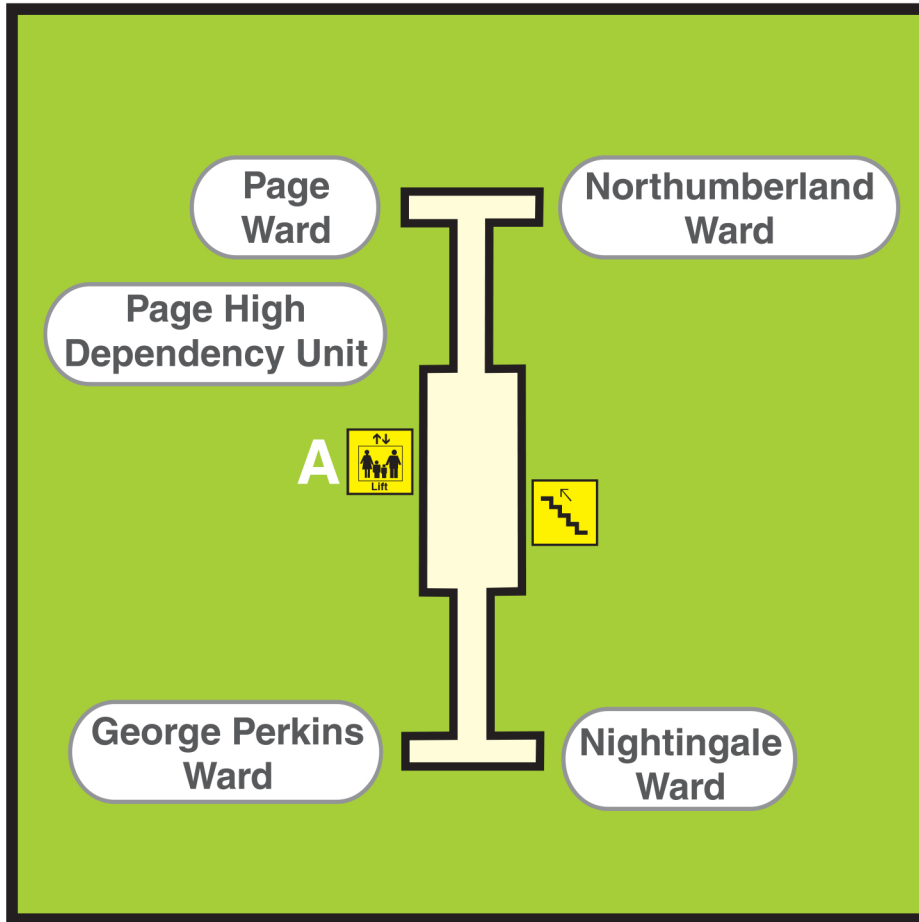 Page
Ward
Northumberland
Ward
Page High
Dependency Unit
A
Lift
George Perkins
Ward
Nightingale
Ward